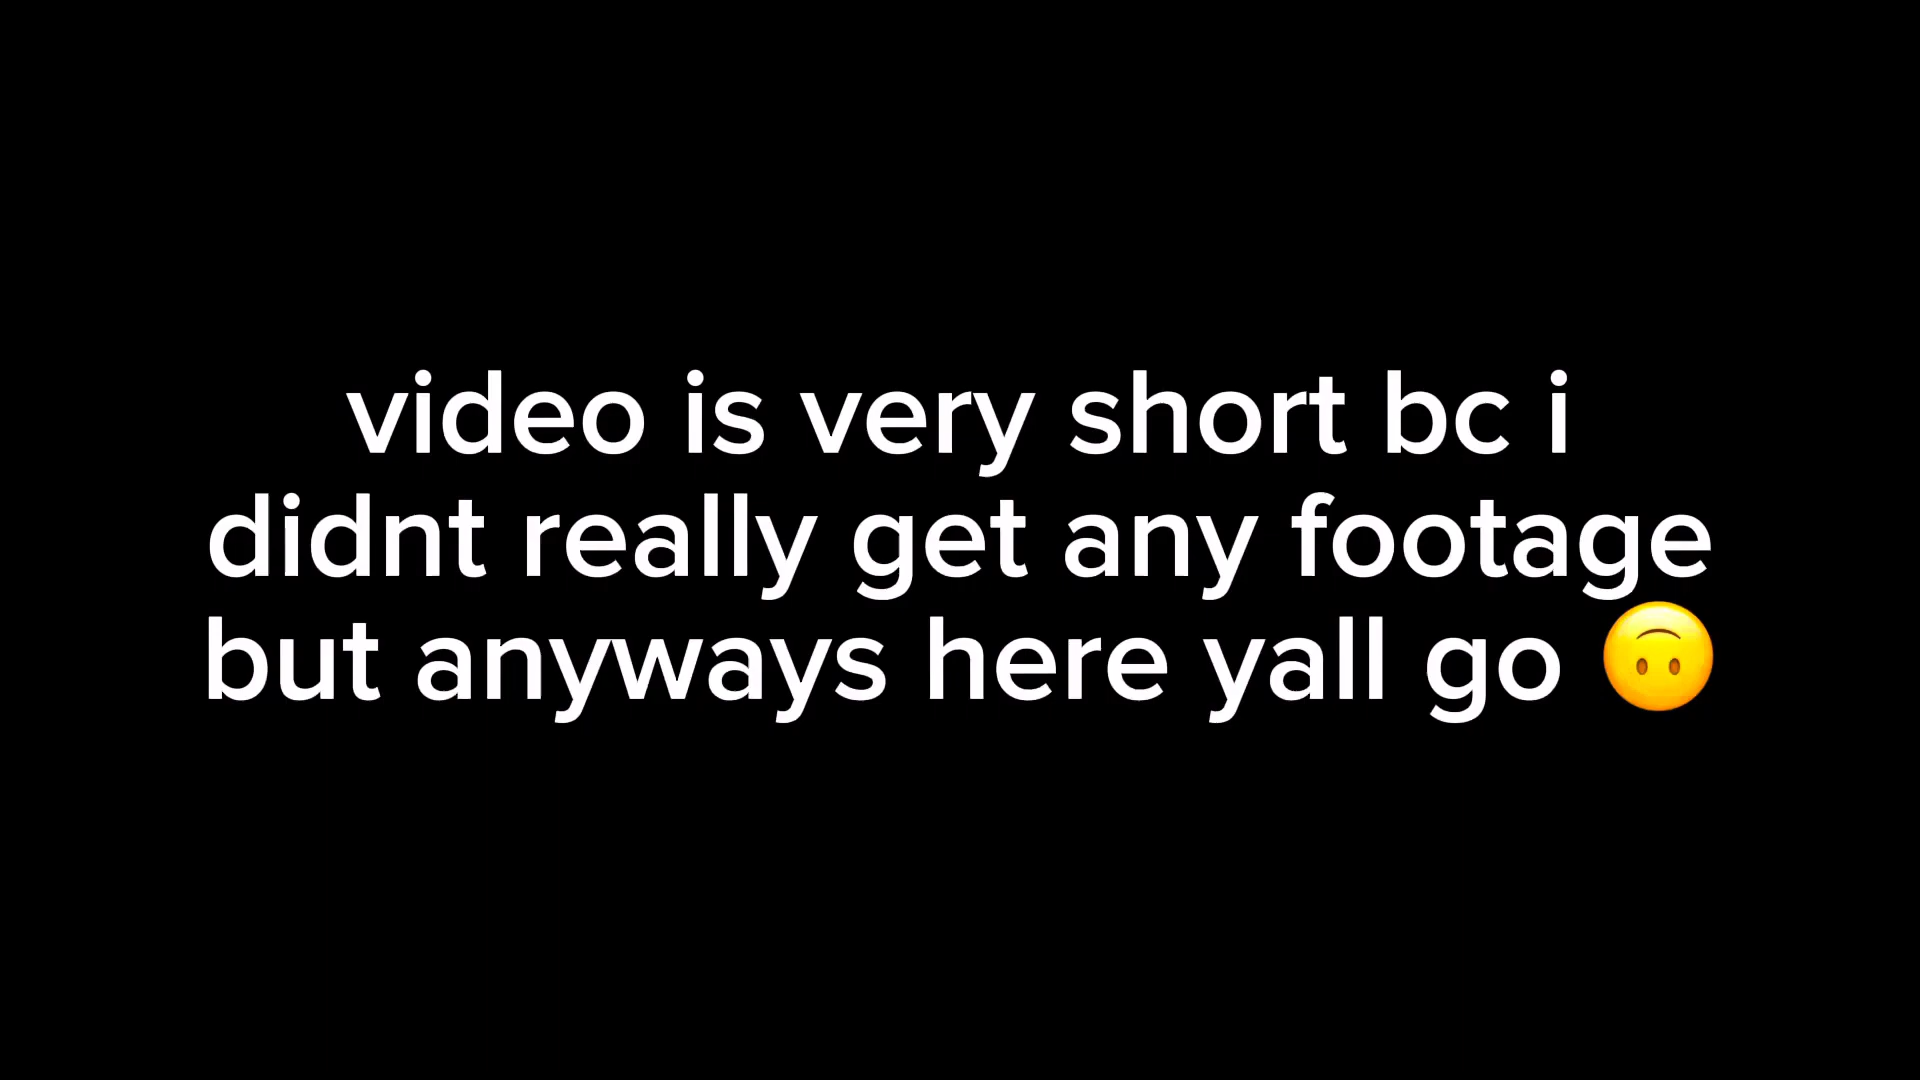 video is very short bc i
didnt really get any footage
but anyways here yall go 🙃